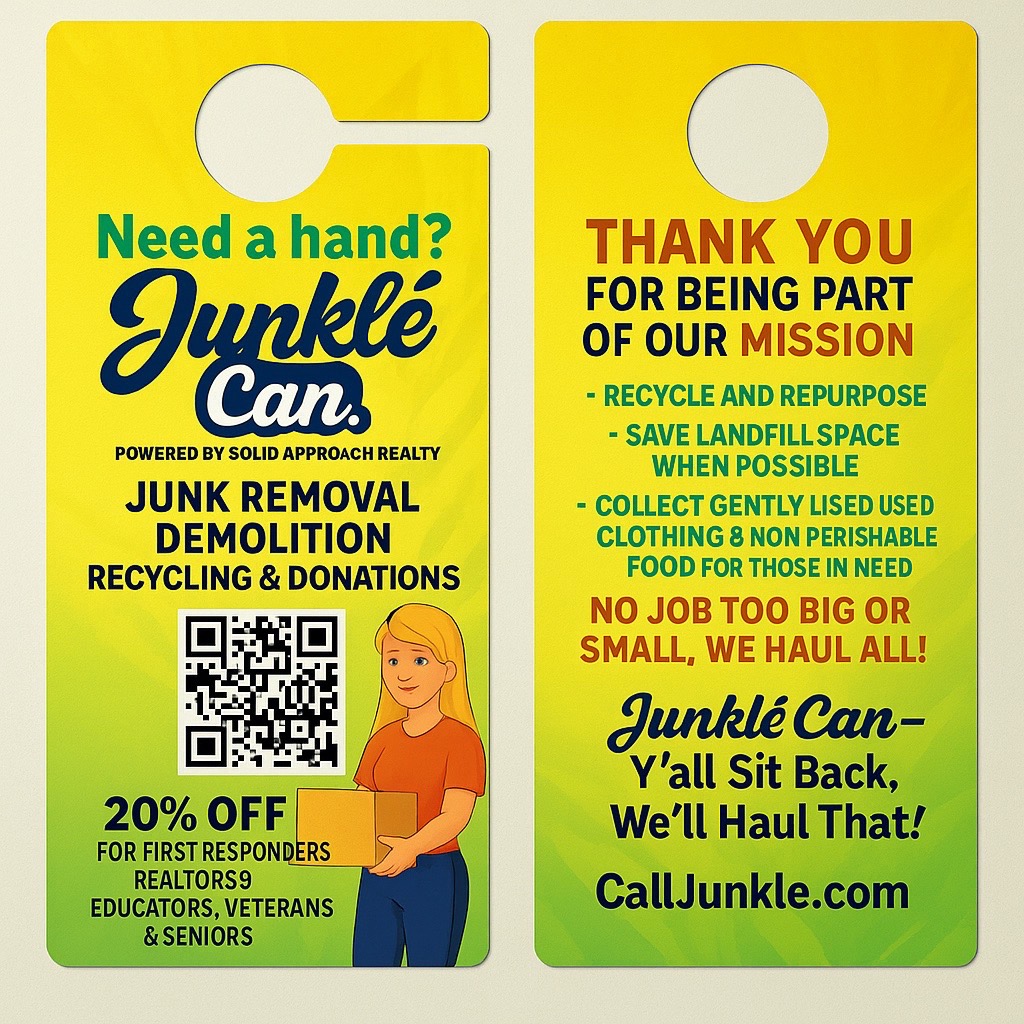 Need a hand?
Junklé
Can.
POWERED BY SOLID APPROACH REALTY
JUNK REMOVAL
DEMOLITION
RECYCLING & DONATIONS
20% OFF
FOR FIRST RESPONDERS
REALTORS9
EDUCATORS, VETERANS
& SENIORS
THANK YOU
FOR BEING PART
OF OUR MISSION
- RECYCLE AND REPURPOSE
- SAVE LANDFILL SPACE
WHEN POSSIBLE
- COLLECT GENTLY LISED USED
CLOTHING 8 NON PERISHABLE
FOOD FOR THOSE IN NEED
NO JOB TOO BIG OR
SMALL, WE HAUL ALL!
Junklé Can–
Y'all Sit Back,
We'll Haul That!
CallJunkle.com